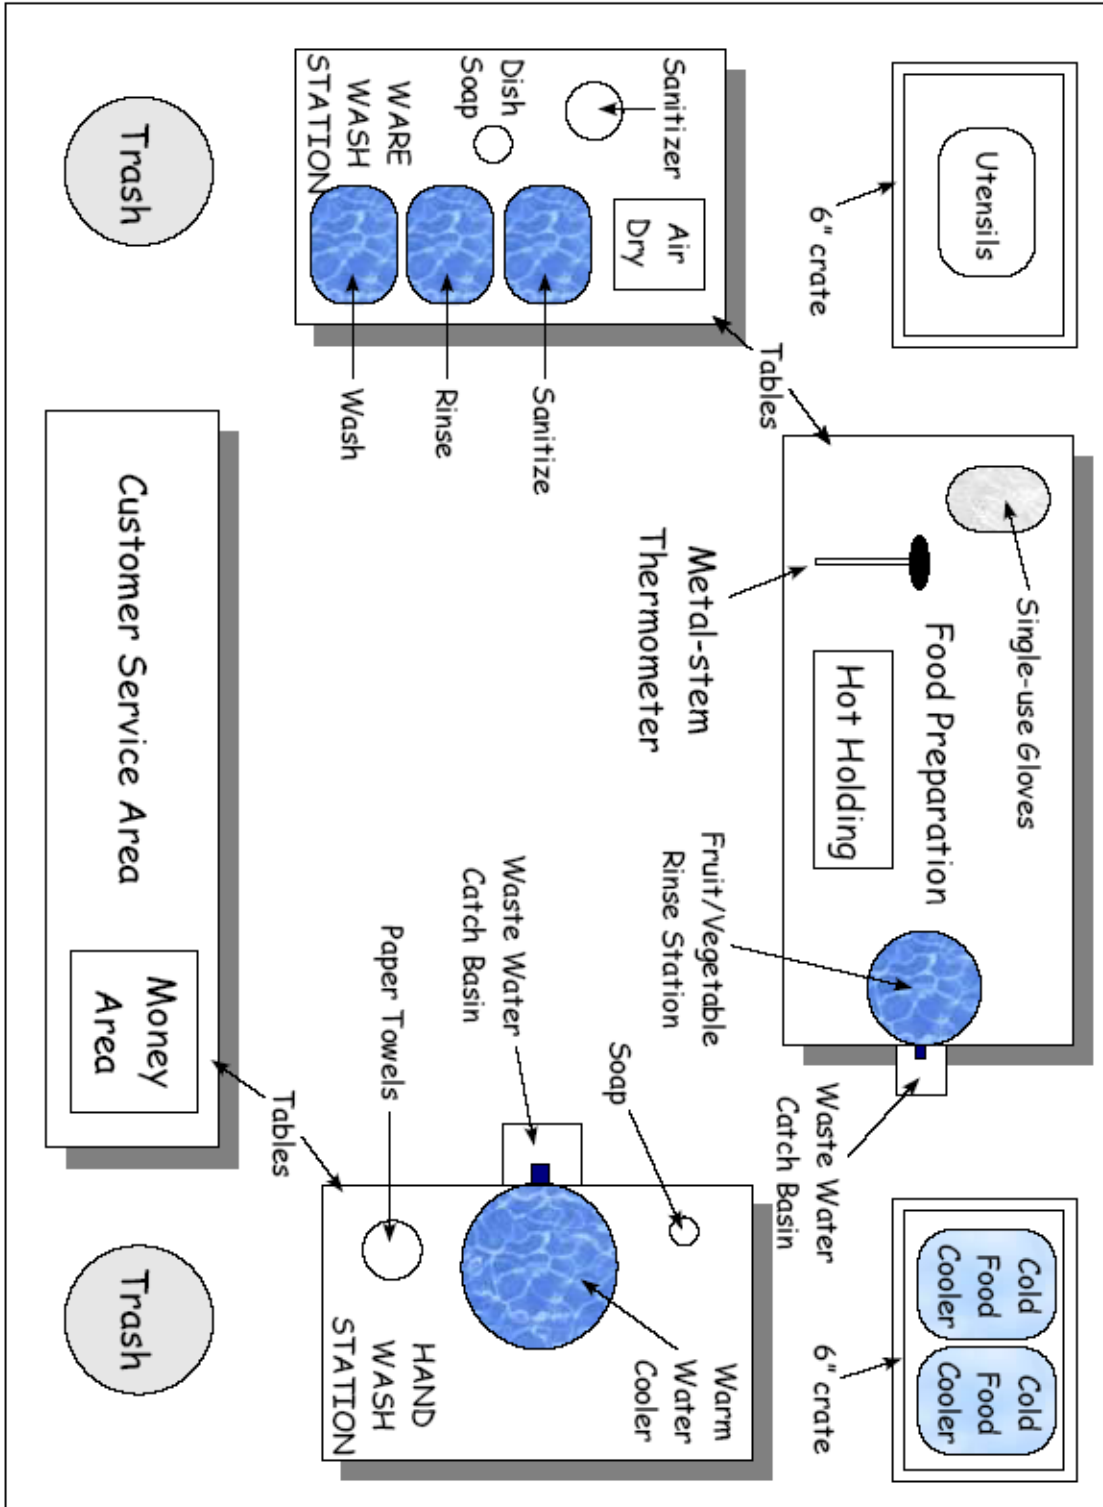 Utensils
6" crate
Tables
Single-use Gloves
Food Preparation
Hot Holding
Metal-stem
Thermometer
Fruit/Vegetable
Rinse Station
Waste Water
Catch Basin
Cold
Food
Cooler
Cold
Food
Cooler
6" crate
Sanitizer
Air
Dry
Dish
Soap
WARE
WASH
STATION
Sanitize
Rinse
Wash
Soap
Waste Water
Catch Basin
Paper Towels
Warm
Water
Cooler
HAND
WASH
STATION
Tables
Trash
Customer Service Area
Money
Area
Trash